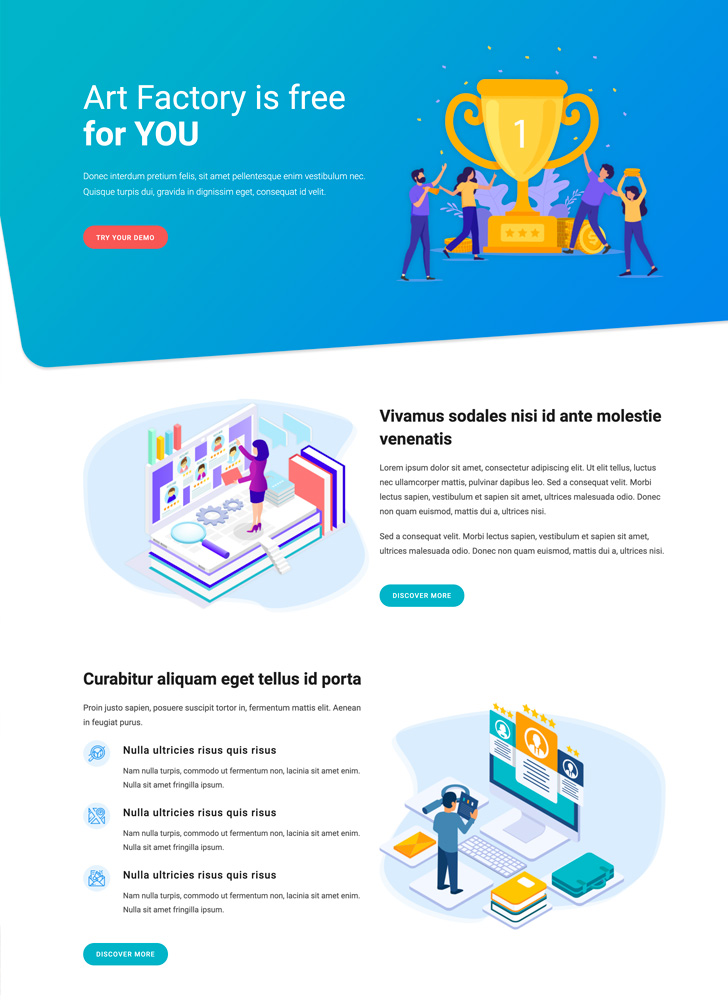 Art Factory is free
for YOU
Donec interdum pretium felis, sit amet pellentesque enim vestibulum nec.
Quisque turpis dui, gravida in dignissim eget, consequat id velit.
TRY YOUR DEMO
1
Vivamus sodales nisi id ante molestie
venenatis
Lorem ipsum dolor sit amet, consectetur adipiscing elit. Ut elit tellus, luctus
nec ullamcorper mattis, pulvinar dapibus leo. Sed a consequat velit. Morbi
lectus sapien, vestibulum et sapien sit amet, ultrices malesuada odio. Donec
non quam euismod, mattis dui a, ultrices nisi.
Sed a consequat velit. Morbi lectus sapien, vestibulum et sapien sit amet,
ultrices malesuada odio. Donec non quam euismod, mattis dui a, ultrices nisi.
DISCOVER MORE
Curabitur aliquam eget tellus id porta
Proin justo sapien, posuere suscipit tortor in, fermentum mattis elit. Aenean
in feugiat purus.
Nulla ultricies risus quis risus
Nam nulla turpis, commodo ut fermentum non, lacinia sit amet enim.
Nulla sit amet fringilla ipsum.
Nulla ultricies risus quis risus
Nam nulla turpis, commodo ut fermentum non, lacinia sit amet enim.
Nulla sit amet fringilla ipsum.
Nulla ultricies risus quis risus
Nam nulla turpis, commodo ut fermentum non, lacinia sit amet enim.
Nulla sit amet fringilla ipsum.
DISCOVER MORE